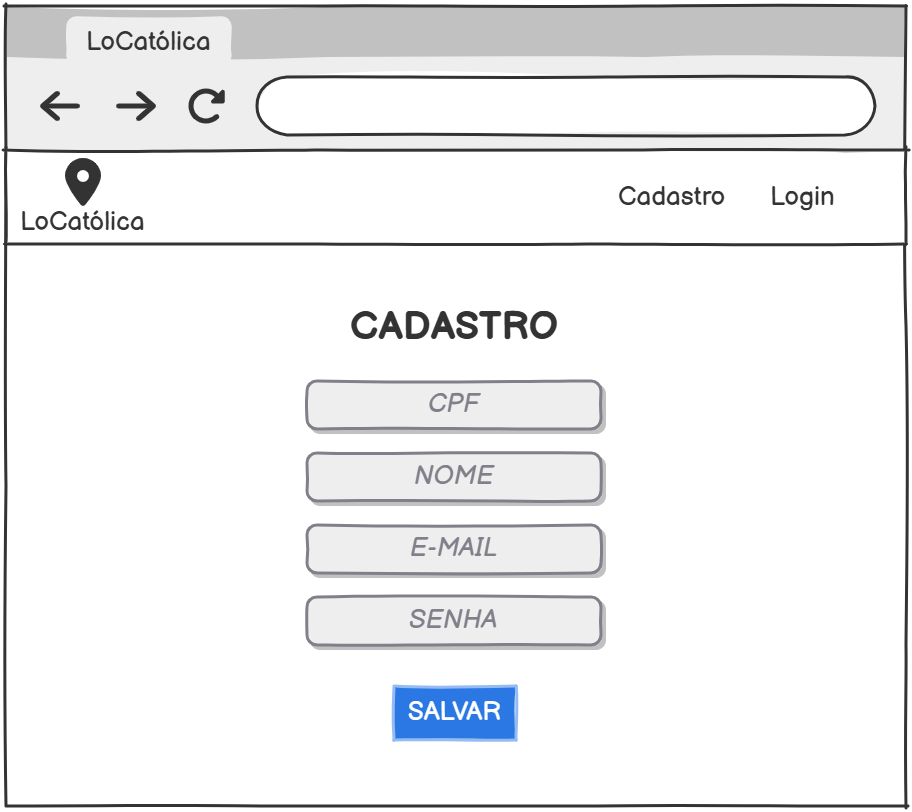 LoCatólica
LoCatólica
Cadastro Login
CADASTRO
CPF
NOME
E-MAIL
SENHA
SALVAR